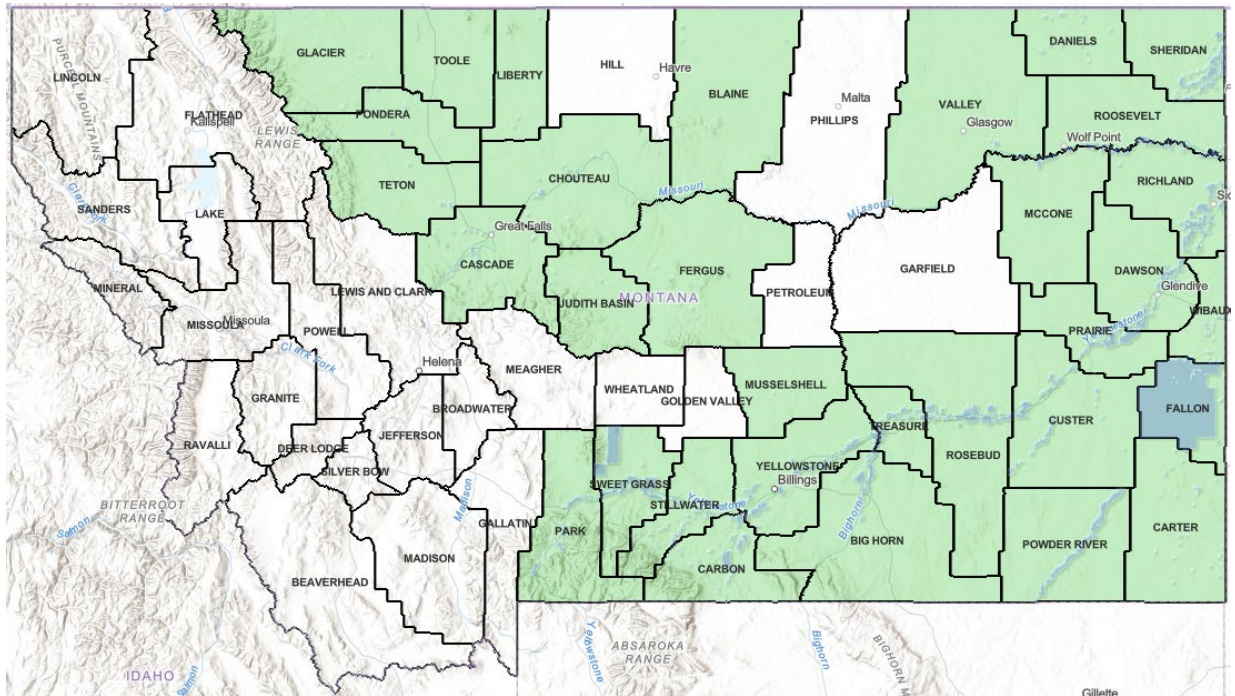 GLACIER
TOOLE
LIBERTY
HILL
Havre
BLAINE
Malta
PHILLIPS
VALLEY
Glasgow
DANIELS
SHERIDAN
ROOSEVELT
Wolf Point
PURCELL MOUNTAINS
LINCOLN
FLATHEAD
Kalispell
LEWIS
RANGE
PONDERA
TETON
CHOUTEAU
Missouri
Missouri
MCCONE
RICHLAND
Clark Fork
SANDERS
LAKE
Great Falls
CASCADE
JUDITH BASIN
FERGUS
MONTANA
PETROLEUM
GARFIELD
DAWSON
Glendive
WIBAUX
MINERAL
MISSOULA
Missoula
POWELL
LEWIS AND CLARK
PRAIRIE
Yellowstone
Clark Fork
Helena
MEAGHER
WHEATLAND
GOLDEN VALLEY
MUSSELSHELL
GRANITE
BROADWATER
FALLON
RAVALLI
DEER LODGE
JEFFERSON
TREASURE
CUSTER
SILVER BOW
SWEET GRASS
YELLOWSTONE
Billings
ROSEBUD
BITTERROOT
RANGE
Salmon
Madison
GALLATIN
PARK
STILLWATER
Yellowstone
Bighorn
BIG HORN
POWDER RIVER
CARTER
BEAVERHEAD
MADISON
CARBON
IDAHO
Salmon
Yellowstone
ABSAROKA
RANGE
Bighorn
Gillette